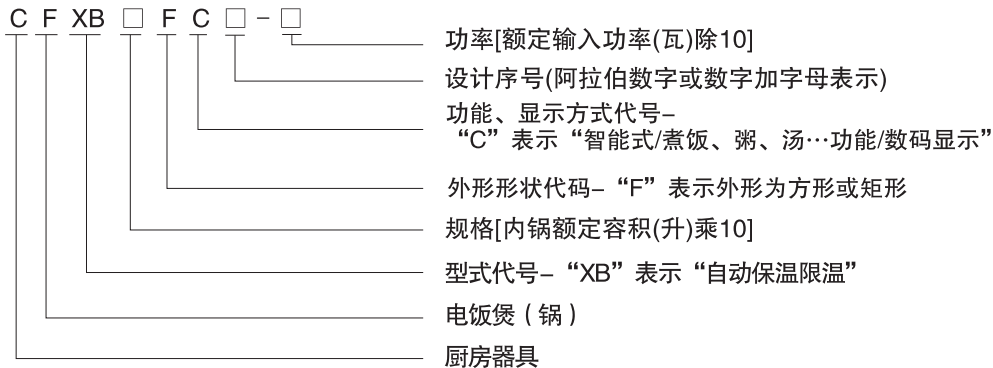 C F XB □ F C □ - □
功率[额定输入功率(瓦)除10]
设计序号(阿拉伯数字或数字加字母表示)
功能、显示方式代号-
“C”表示“智能式/煮饭、粥、汤…功能/数码显示”
外形形状代码-“F”表示外形为方形或矩形
规格[内锅额定容积(升)乘10]
型式代号-“XB”表示“自动保温限温”
电饭煲(锅)
厨房器具